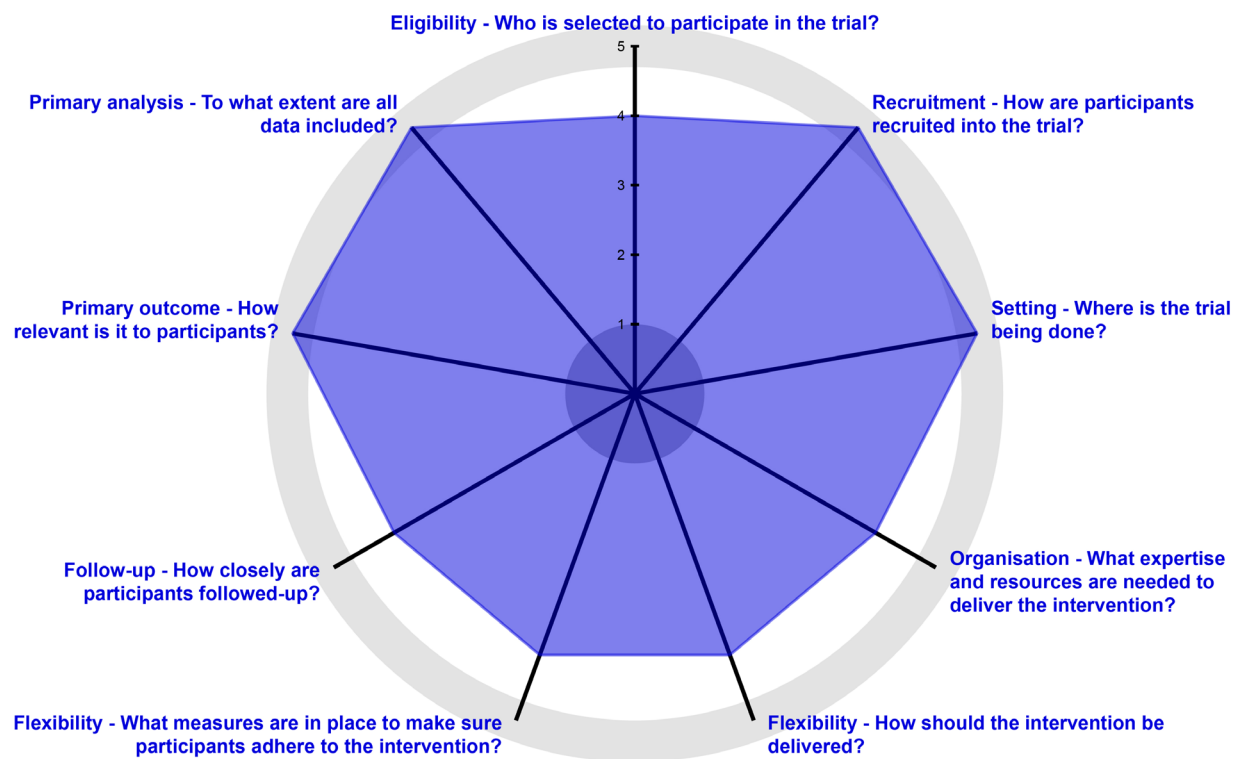 Eligibility - Who is selected to participate in the trial?
5
Primary analysis - To what extent are all
data included?
Recruitment - How are participants
recruited into the trial?
4
3
2
Primary outcome - How
relevant is it to participants?
Setting - Where is the trial
being done?
1
Follow-up - How closely are
participants followed-up?
Organisation - What expertise
and resources are needed to
deliver the intervention?
Flexibility - What measures are in place to make sure
participants adhere to the intervention?
Flexibility - How should the intervention be
delivered?